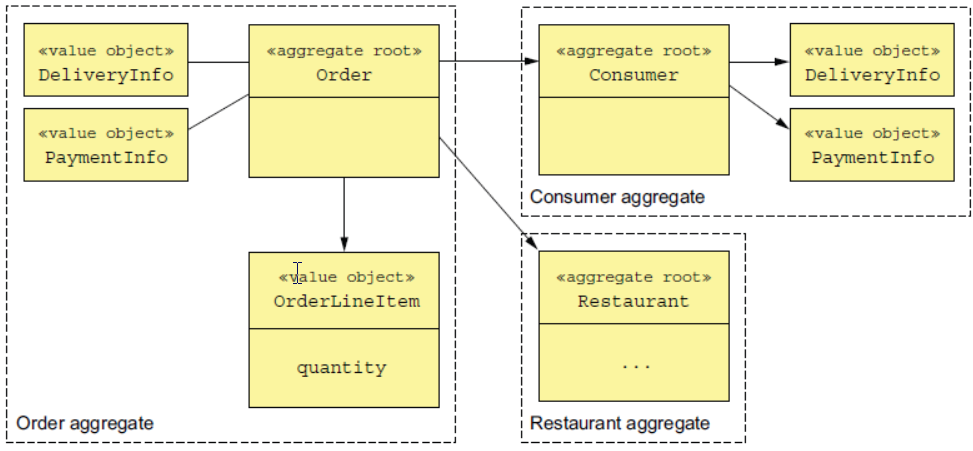 «value object»
DeliveryInfo
«value object»
PaymentInfo
«aggregate root»
Order
«value object»
OrderLineItem
quantity
Order aggregate
«aggregate root»
Consumer
«value object»
DeliveryInfo
«value object»
PaymentInfo
Consumer aggregate
«aggregate root»
Restaurant
...
Restaurant aggregate